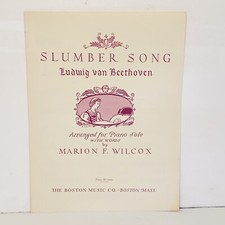 SLUMBER SONG
Ludwig van Beethoven
Arranged for Piano Solo
WITH WORDS
by
MARION F. WILCOX
THE BOSTON MUSIC CO. · BOSTON, MASS.